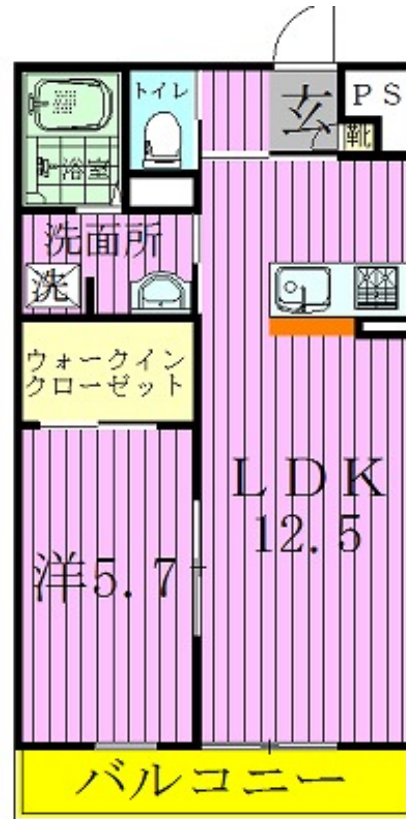 トイレ
玄
PS
靴
浴室
洗面所
洗
ウォークイン
クローゼット
LDK
12.5
洋5.7
バルコニー